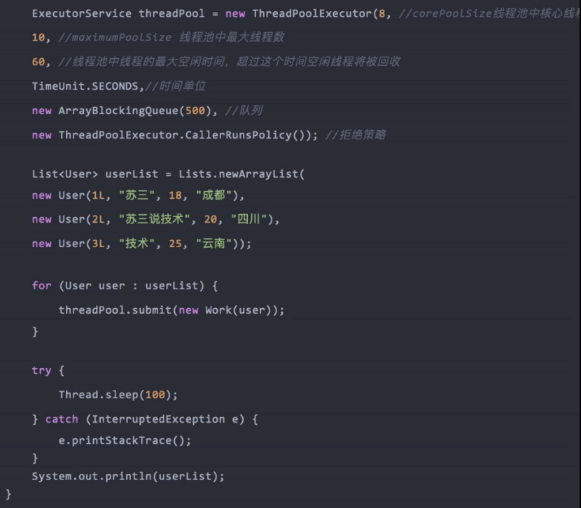 ExecutorService threadPool = new ThreadPoolExecutor(8, //corePoolSize线程池中核心线程
10, //maximumPoolSize 线程池中最大线程数
60, //线程池中线程的最大空闲时间，超过这个时间空闲线程将被回收
TimeUnit.SECONDS,//时间单位
new ArrayBlockingQueue(500), //队列
new ThreadPoolExecutor.CallerRunsPolicy()); //拒绝策略
List<User> userList = Lists.newArrayList(
new User(1L, "苏三", 18, "成都"),
new User(2L, "苏三说技术", 20, "四川"),
new User(3L, "技术", 25, "云南"));
for (User user : userList) {
threadPool.submit(new Work(user));
}
try {
Thread.sleep(100);
} catch (InterruptedException e) {
e.printStackTrace();
}
System.out.println(userList);
}